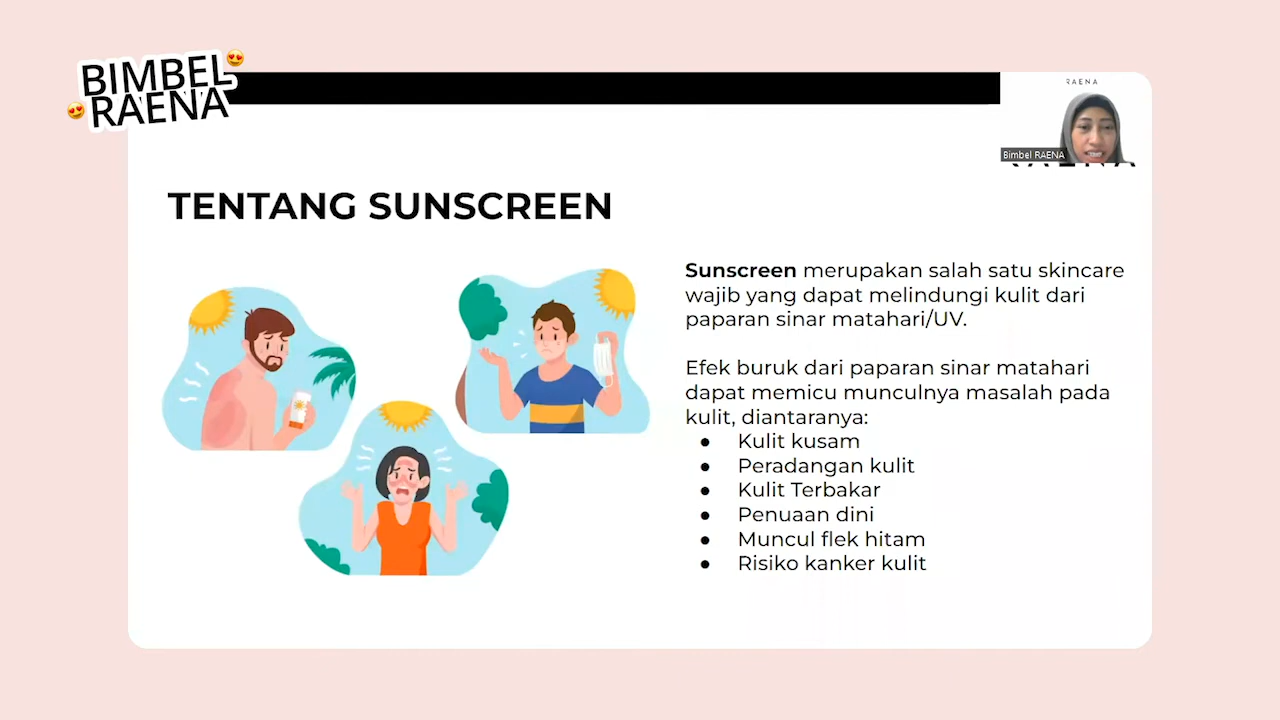 BIMBEL
RAENA
RAENA
Bimbel RAENA
TENTANG SUNSCREEN
Sunscreen merupakan salah satu skincare
wajib yang dapat melindungi kulit dari
paparan sinar matahari/UV.
Efek buruk dari paparan sinar matahari
dapat memicu munculnya masalah pada
kulit, diantaranya:
● Kulit kusam
● Peradangan kulit
● Kulit Terbakar
● Penuaan dini
● Muncul flek hitam
● Risiko kanker kulit